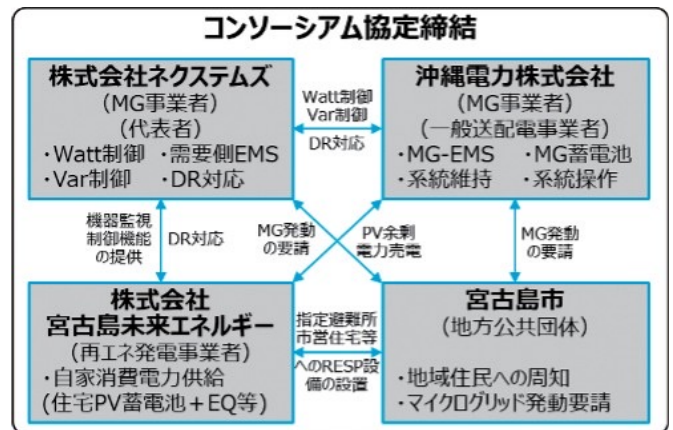 コンソーシアム協定締結
株式会社ネクステムズ
(MG事業者)
(代表者)
・Watt制御 ・需要側EMS
・Var制御 ・DR対応
Watt制御
Var制御
DR対応
沖縄電力株式会社
(MG事業者)
(一般送配電事業者)
・MG-EMS ・MG蓄電池
・系統維持 ・系統操作
機器監視
制御機能
の提供
DR対応
MG発動
の要請
PV余剰
電力売電
MG発動
の要請
株式会社
宮古島未来エネルギー
(再エネ発電事業者)
・自家消費電力供給
(住宅PV蓄電池+EQ等)
指定避難所
市営住宅等
へのRESP設
備の設置
宮古島市
(地方公共団体)
・地域住民への周知
・マイクログリッド発動要請